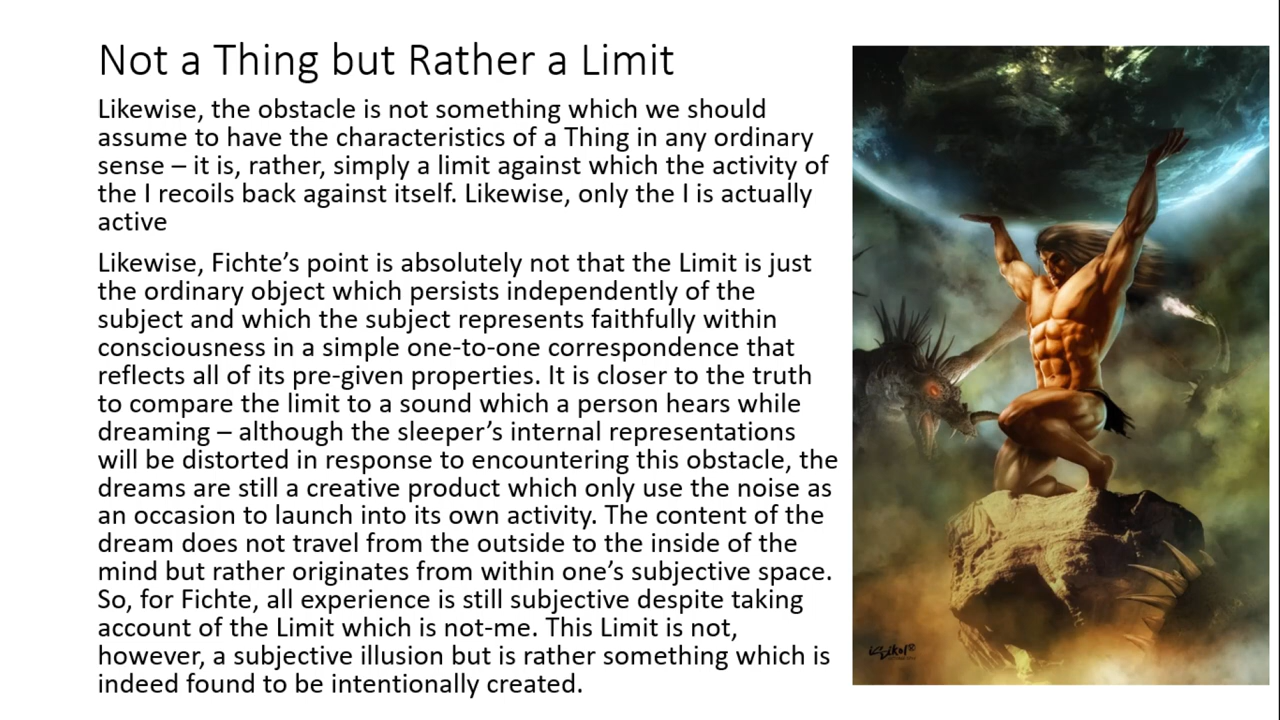 Not a Thing but Rather a Limit
Likewise, the obstacle is not something which we should
assume to have the characteristics of a Thing in any ordinary
sense – it is, rather, simply a limit against which the activity of
the I recoils back against itself. Likewise, only the I is actually
active
Likewise, Fichte’s point is absolutely not that the Limit is just
the ordinary object which persists independently of the
subject and which the subject represents faithfully within
consciousness in a simple one-to-one correspondence that
reflects all of its pre-given properties. It is closer to the truth
to compare the limit to a sound which a person hears while
dreaming – although the sleeper’s internal representations
will be distorted in response to encountering this obstacle, the
dreams are still a creative product which only use the noise as
an occasion to launch into its own activity. The content of the
dream does not travel from the outside to the inside of the
mind but rather originates from within one’s subjective space.
So, for Fichte, all experience is still subjective despite taking
account of the Limit which is not-me. This Limit is not,
however, a subjective illusion but is rather something which is
indeed found to be intentionally created.